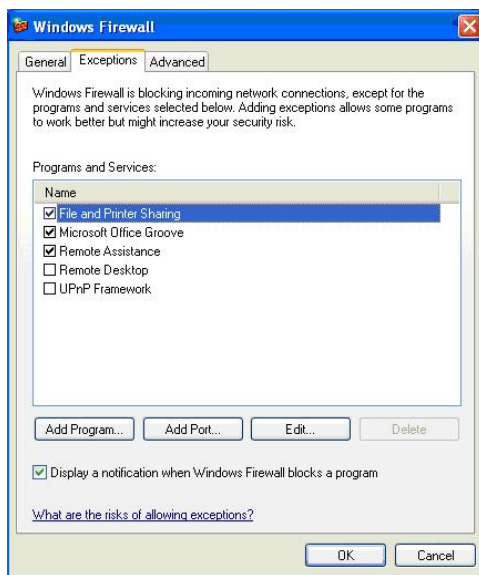 Windows Firewall
General Exceptions Advanced
Windows Firewall is blocking incoming network connections, except for the
programs and services selected below. Adding exceptions allows some programs
to work better but might increase your security risk.
Programs and Services:
Name
File and Printer Sharing
Microsoft Office Groove
Remote Assistance
Remote Desktop
UPnP Framework
Add Program... Add Port... Edit... Delete
Display a notification when Windows Firewall blocks a program
What are the risks of allowing exceptions?
OK Cancel